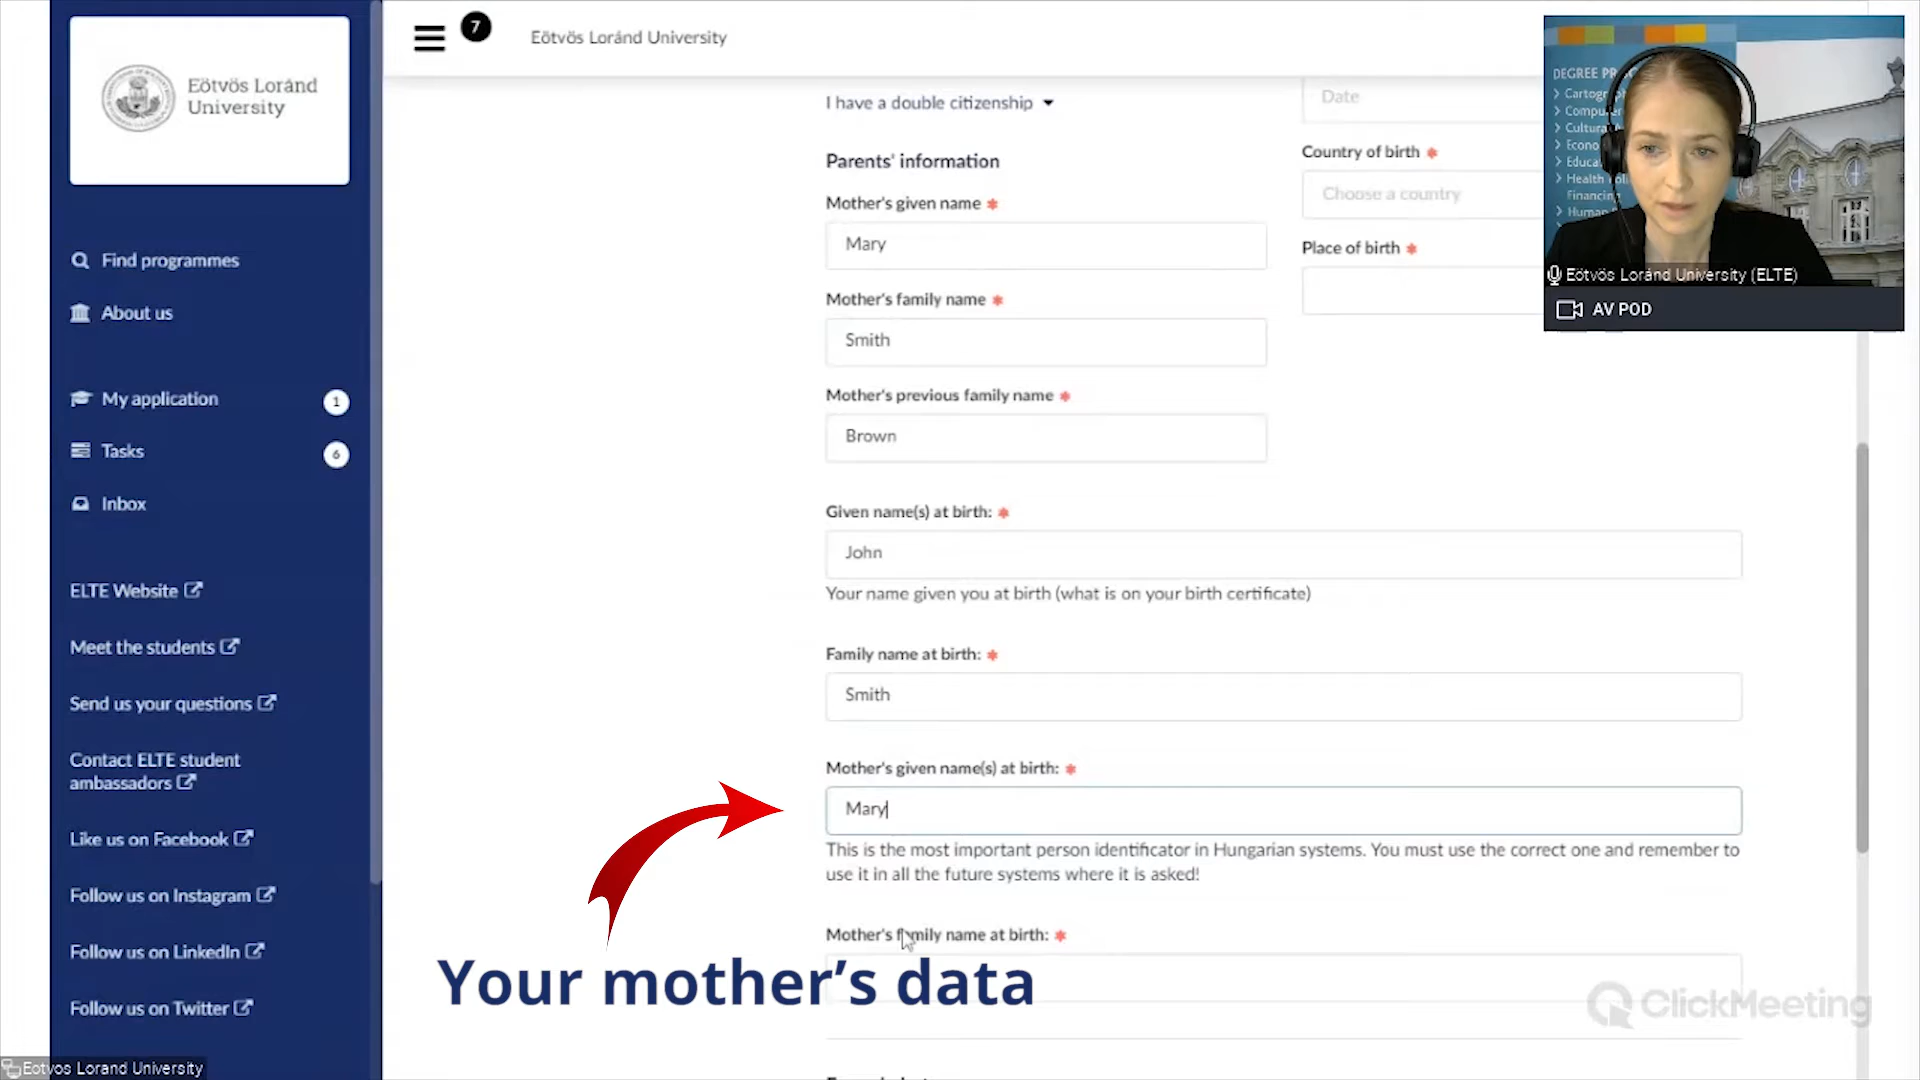 Eötvös Loránd
University
Find programmes
About us
My application
1
Tasks
6
Inbox
ELTE Website
Meet the students
Send us your questions
Contact ELTE student
ambassadors
Like us on Facebook
Follow us on Instagram
Follow us on LinkedIn
Follow us on Twitter
Eotvos Lorand University
7
Eötvös Loránd University
I have a double citizenship
Parents' information
Mother's given name *
Mary
Mother's family name *
Smith
Mother's previous family name *
Brown
Date
Country of birth *
Choose a country
Place of birth *
Given name(s) at birth: *
John
Your name given you at birth (what is on your birth certificate)
Family name at birth: *
Smith
Mother's given name(s) at birth: *
Mary
This is the most important person identificator in Hungarian systems. You must use the correct one and remember to
use it in all the future systems where it is asked!
Mother's family name at birth: *
Your mother's data
ClickMeeting
DEGREE
Eötvös Loránd University (ELTE)
AV POD